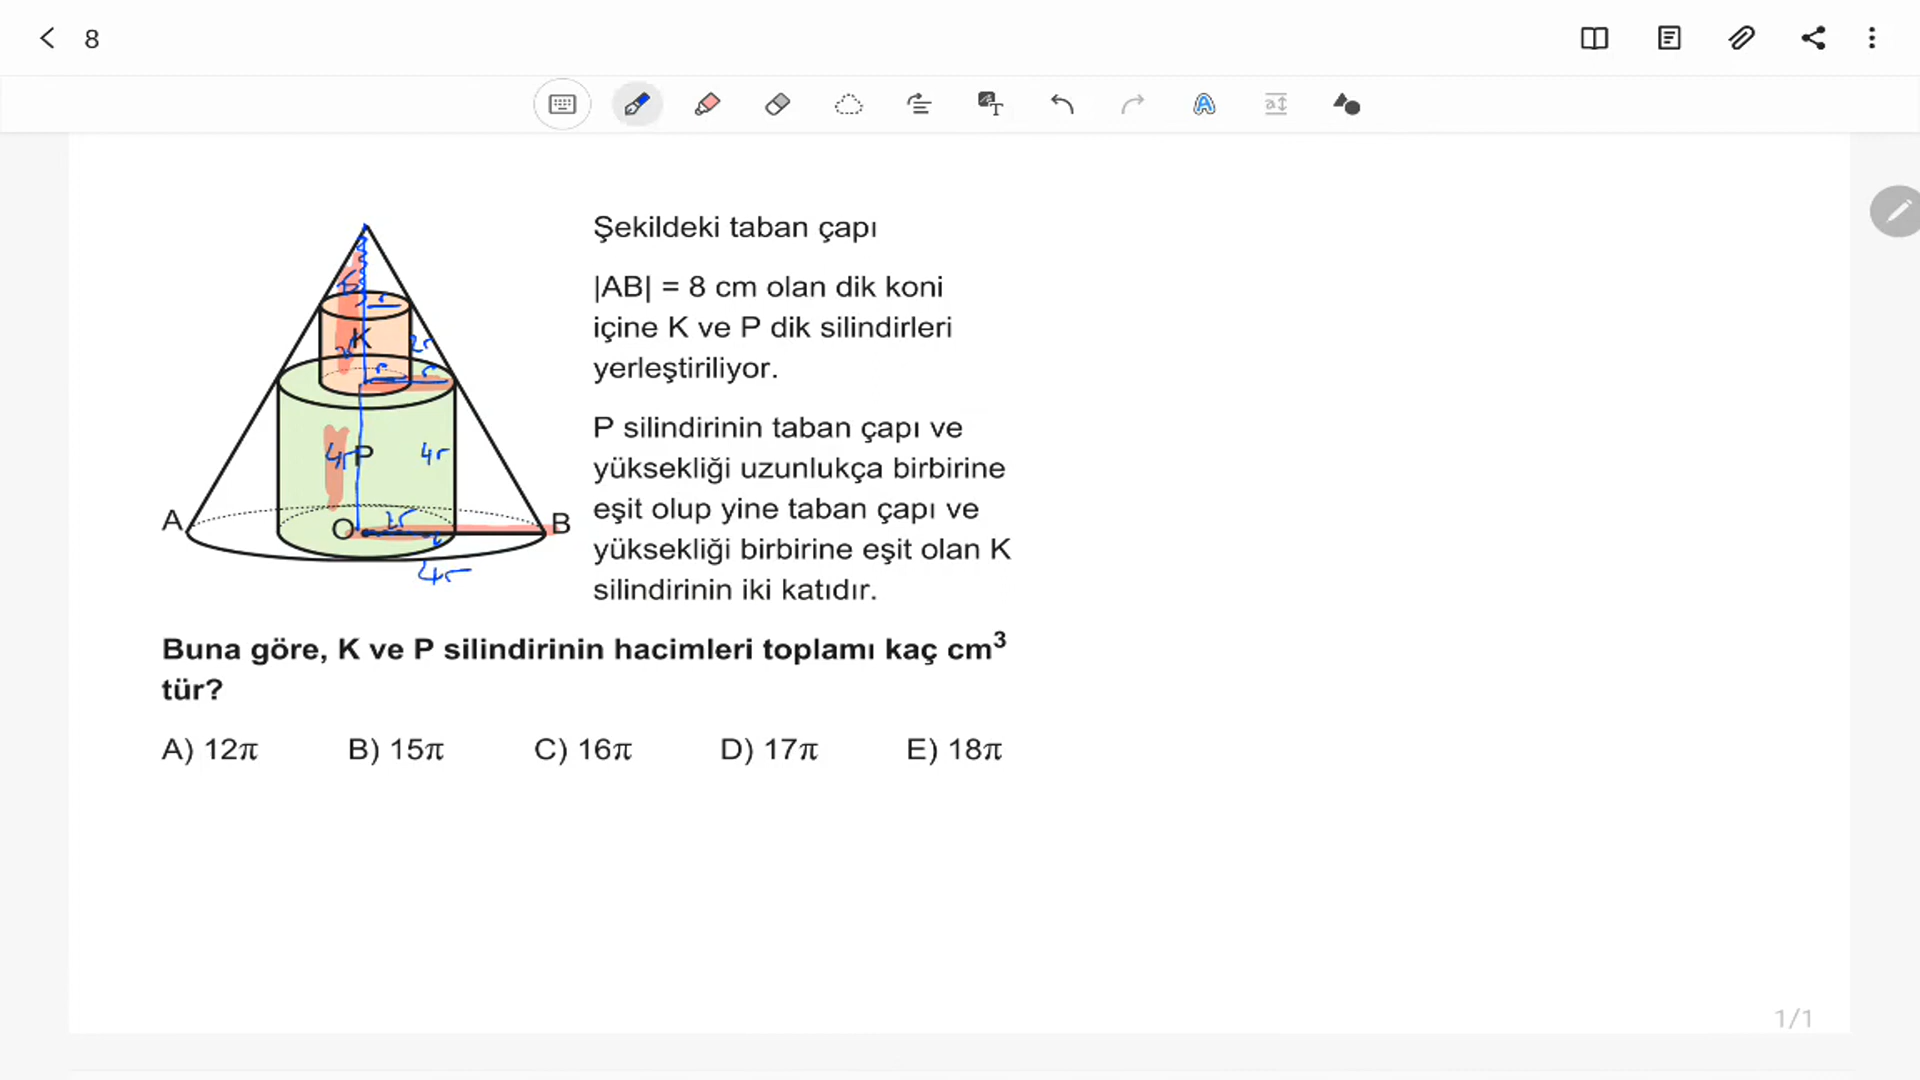 8
Şekildeki taban çapı
|AB| = 8 cm olan dik koni
içine K ve P dik silindirleri
yerleştiriliyor.
P silindirinin taban çapı ve
yüksekliği uzunlukça birbirine
eşit olup yine taban çapı ve
yüksekliği birbirine eşit olan K
silindirinin iki katıdır.
r
K
2r
r
r
4r
P
4r
A
O
2r
B
4r
Buna göre, K ve P silindirinin hacimleri toplamı kaç cm³
tür?
A) 12π B) 15π C) 16π D) 17π E) 18π
1/1